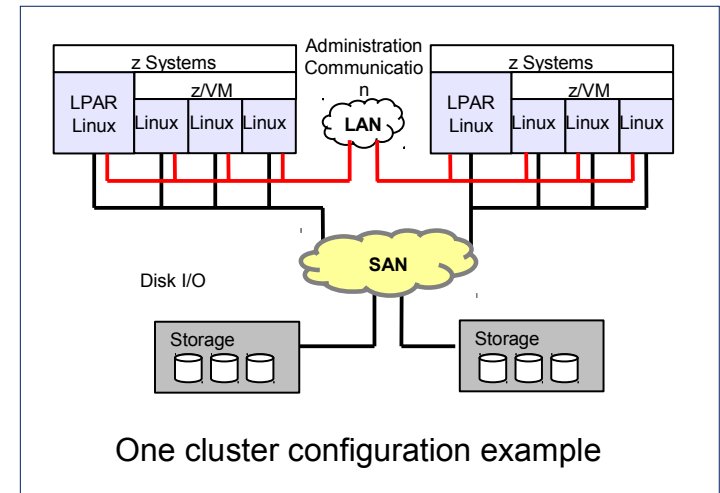 z Systems
z/VM
LPAR
Linux
Linux
Linux
Linux
Administration
Communicatio
n
LAN
z Systems
z/VM
LPAR
Linux
Linux
Linux
Linux
SAN
Disk I/O
Storage
Storage
One cluster configuration example